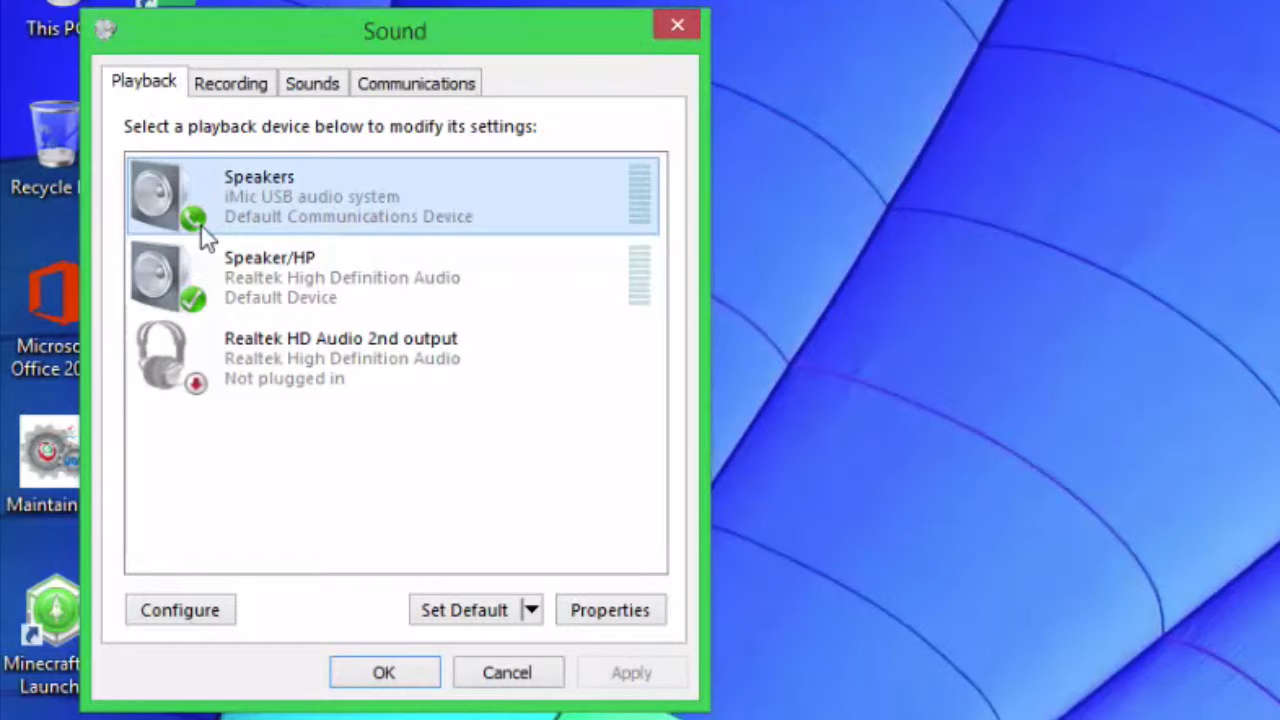 This PC
Sound
Playback
Recording
Sounds
Communications
Select a playback device below to modify its settings:
Speakers
iMic USB audio system
Default Communications Device
Speaker/HP
Realtek High Definition Audio
Default Device
Realtek HD Audio 2nd output
Realtek High Definition Audio
Not plugged in
Configure
Set Default
Properties
OK
Cancel
Apply
Recycle
Microso
Office 20
Maintain
Minecraft
Launch